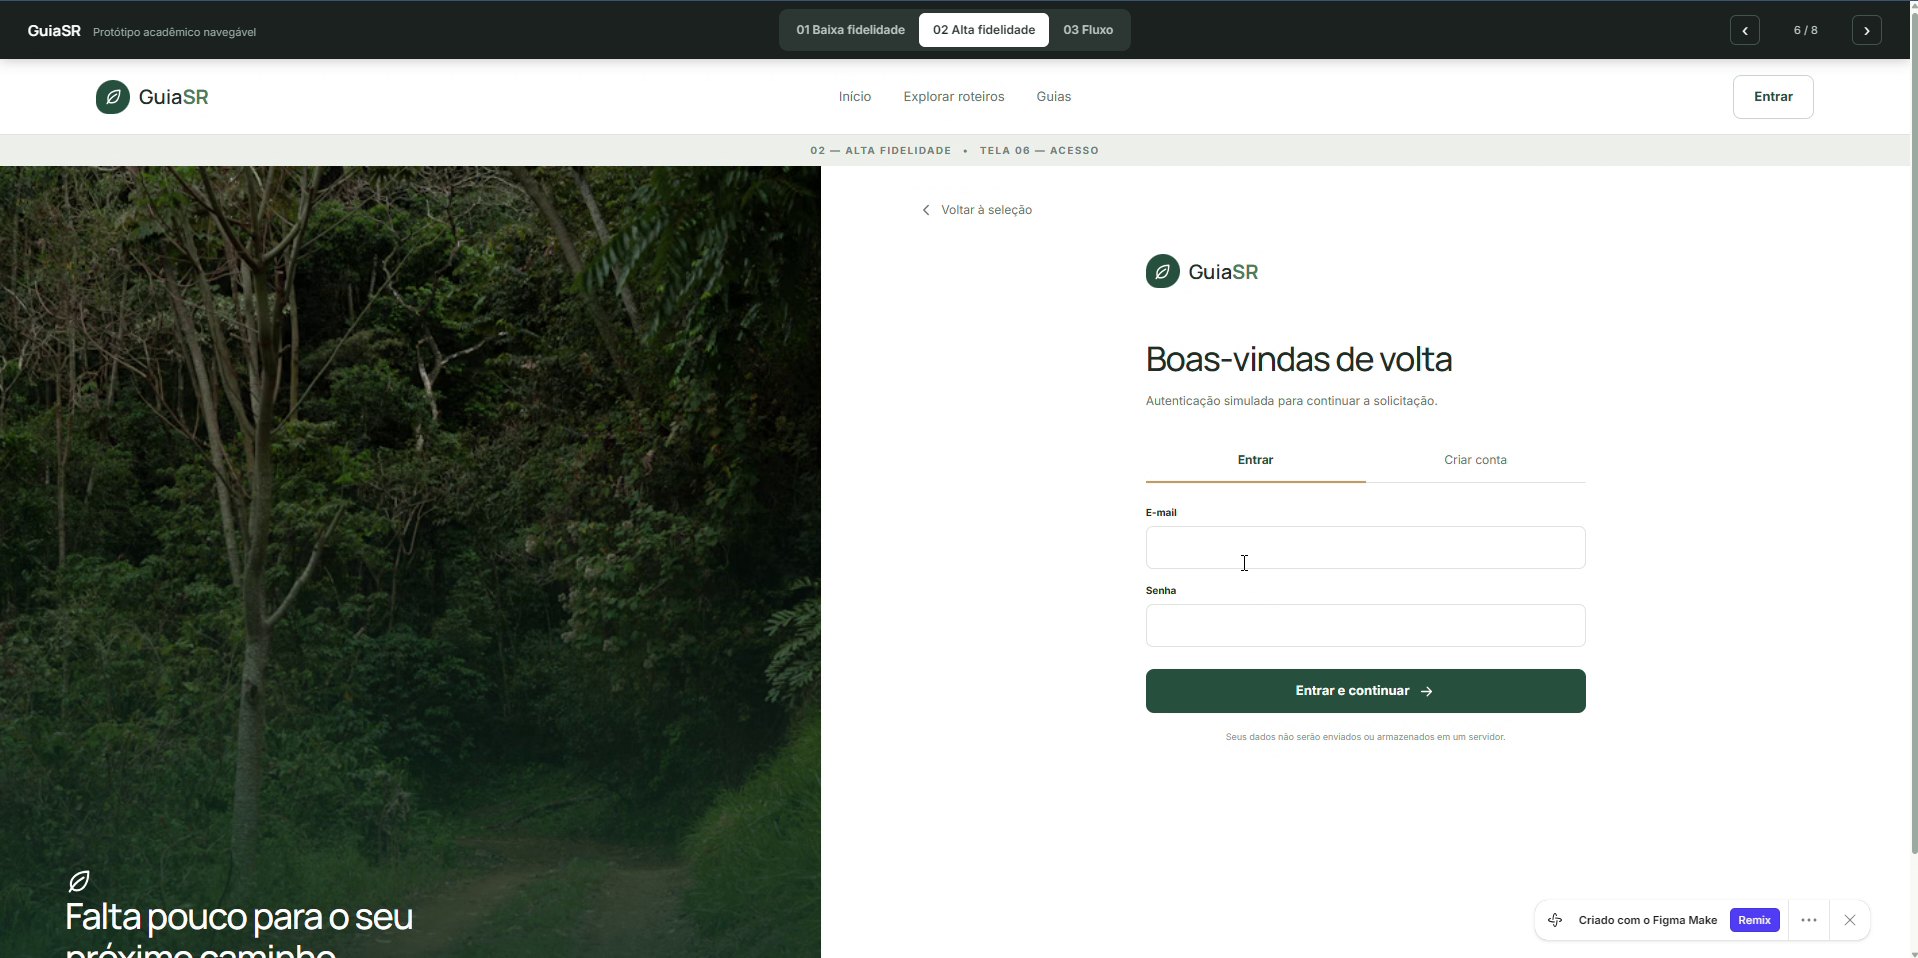 GuiaSR Protótipo acadêmico navegável
01 Baixa fidelidade 02 Alta fidelidade 03 Fluxo
6 / 8
GuiaSR
Início Explorar roteiros Guias
Entrar
02 — ALTA FIDELIDADE • TELA 06 — ACESSO
Voltar à seleção
GuiaSR
Boas-vindas de volta
Autenticação simulada para continuar a solicitação.
Entrar Criar conta
E-mail
Senha
Entrar e continuar →
Seus dados não serão enviados ou armazenados em um servidor.
Falta pouco para o seu
próximo caminho
Criado com o Figma Make Remix